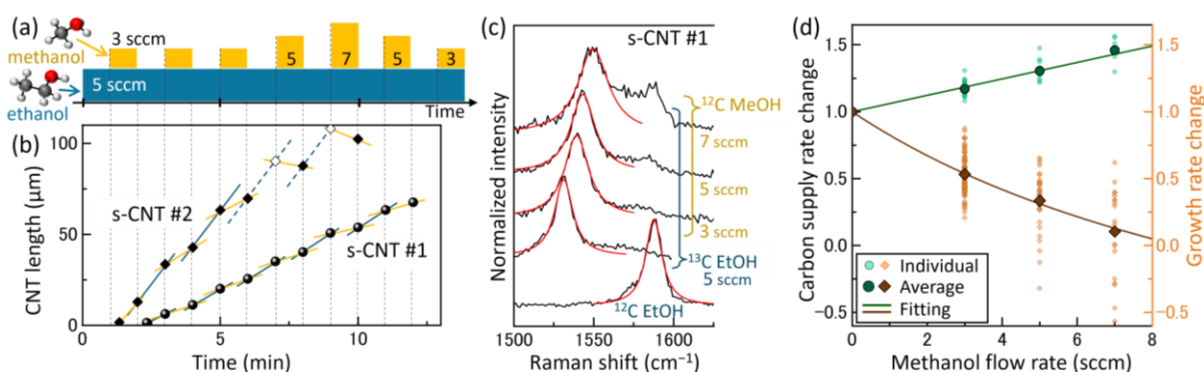 (a)
3 sccm
methanol
5 sccm
ethanol
5
7
5
3
0
Time
(b)
CNT length (µm)
100
50
0
s-CNT #2
s-CNT #1
0
5
10
Time (min)
(c)
s-CNT #1
Normalized intensity
¹²C MeOH
7 sccm
5 sccm
3 sccm
¹³C EtOH
5 sccm
¹²C EtOH
1500
1550
1600
Raman shift (cm⁻¹)
(d)
Carbon supply rate change
1.5
1.0
0.5
0.0
−0.5
Individual
Average
Fitting
0
2
4
6
8
Methanol flow rate (sccm)
1.5
1.0
0.5
0.0
−0.5
Growth rate change